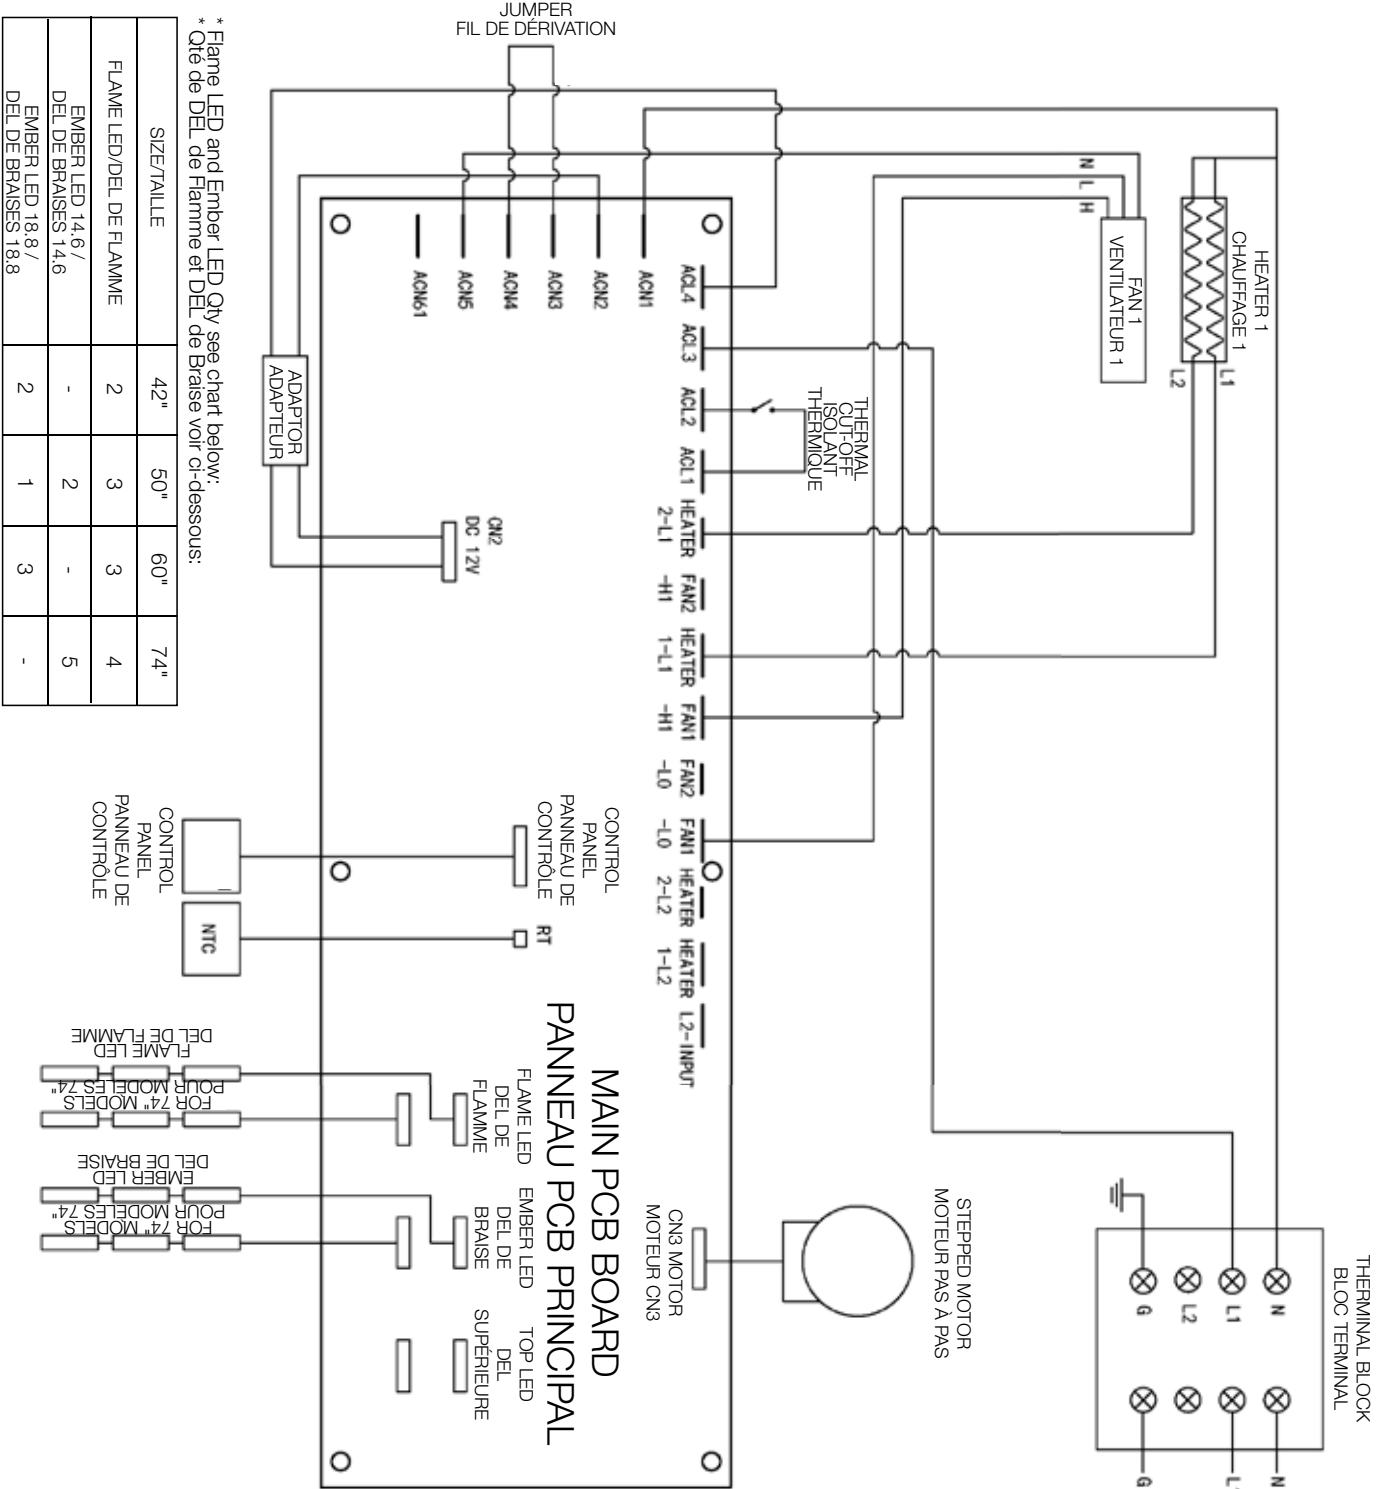 JUMPER
FIL DE DÉRIVATION
THERMINAL BLOCK
BLOC TERMINAL
N
L1
L2
G
N
G
HEATER 1
CHAUFFAGE 1
L1
L2
FAN 1
VENTILATEUR 1
N
L
H
STEPPED MOTOR
MOTEUR PAS À PAS
THERMAL
CUT-OFF
ISOLANT
THERMIQUE
ACL4
ACL3
ACL2
ACL1
HEATER
2-L1
FAN2
-H1
HEATER
1-L1
FAN1
-H1
FAN2
-LO
FAN1
-LO
HEATER
2-L2
HEATER
1-L2
L2-INPUT
ACN1
ACN2
ACN3
ACN4
ACN5
ACN61
CN3 MOTOR
MOTEUR CN3
MAIN PCB BOARD
PANNEAU PCB PRINCIPAL
CONTROL
PANEL
PANNEAU DE
CONTRÔLE
RT
CN2
DC 12V
FLAME LED
DEL DE
FLAMME
EMBER LED
DEL DE
BRAISE
TOP LED
DEL
SUPÉRIEURE
ADAPTOR
ADAPTEUR
CONTROL
PANEL
PANNEAU DE
CONTRÔLE
NTC
FLAME LED
DEL DE FLAMME
FOR 74" MODELS
POUR MODELES 74"
EMBER LED
DEL DE BRAISE
FOR 74" MODELS
POUR MODELES 74"
* Flame LED and Ember LED Qty see chart below:
* Qté de DEL de Flamme et DEL de Braise voir ci-dessous:
SIZE/TAILLE 42" 50" 60" 74"
FLAME LED/DEL DE FLAMME 2 3 3 4
EMBER LED 14.6 /
DEL DE BRAISES 14.6 - 2 - 5
EMBER LED 18.8 /
DEL DE BRAISES 18.8 2 1 3 -